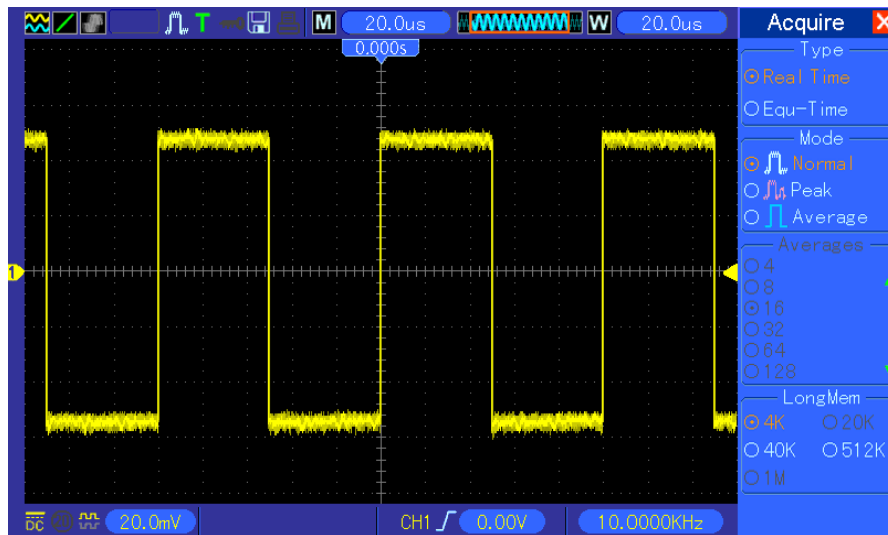 T M 20.0us W 20.0us
0.000s
1
DC 20.0mV CH1 0.00V 10.0000KHz
Acquire X
Type
Real Time
Equ-Time
Mode
Normal
Peak
Average
Averages
4
8
16
32
64
128
LongMem
4K 20K
40K 512K
1M